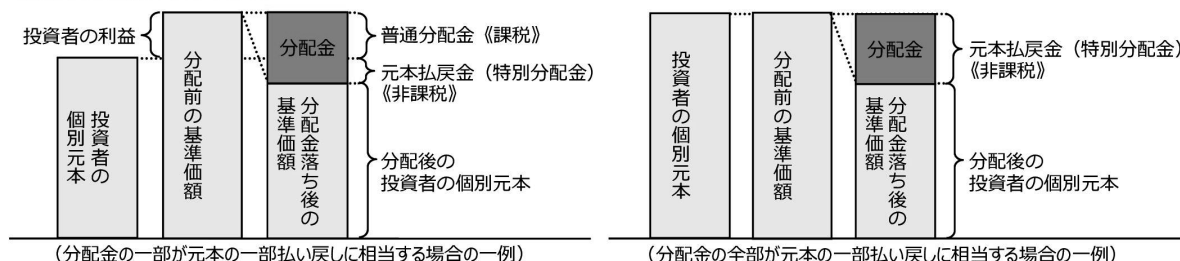 投資者の利益
投資者の
個別元本
分配前の基準価額
分配金
分配金落ち後の
基準価額
普通分配金《課税》
元本払戻金（特別分配金）
《非課税》
分配後の
投資者の個別元本
（分配金の一部が元本の一部払い戻しに相当する場合の一例）
投資者の個別元本
分配前の基準価額
分配金
分配金落ち後の
基準価額
元本払戻金（特別分配金）
《非課税》
分配後の
投資者の個別元本
（分配金の全部が元本の一部払い戻しに相当する場合の一例）